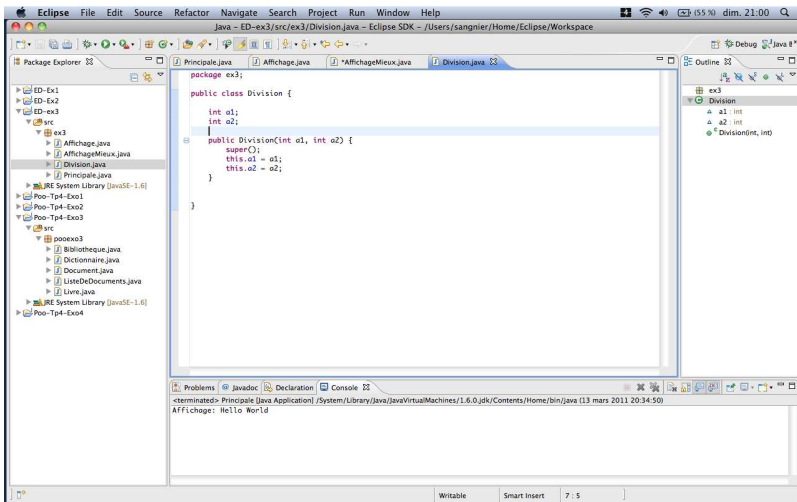 Eclipse File Edit Source Refactor Navigate Search Project Run Window Help (55 %) dim. 21:00
Java - ED-ex3/src/ex3/Division.java - Eclipse SDK - /Users/sangnier/Home/Eclipse/Workspace
Debug Java
Package Explorer
ED-Ex1
ED-Ex2
ED-ex3
src
ex3
Affichage.java
AffichageMieux.java
Division.java
Principale.java
JRE System Library [JavaSE-1.6]
Poo-Tp4-Exo1
Poo-Tp4-Exo2
Poo-Tp4-Exo3
src
pooexo3
Bibliotheque.java
Dictionnaire.java
Document.java
ListeDeDocuments.java
Livre.java
JRE System Library [JavaSE-1.6]
Poo-Tp4-Exo4
Principale.java Affichage.java *AffichageMieux.java Division.java
package ex3;
public class Division {
int a1;
int a2;
public Division(int a1, int a2) {
super();
this.a1 = a1;
this.a2 = a2;
}
}
Outline
ex3
Division
a1 : int
a2 : int
Division(int, int)
Problems Javadoc Declaration Console
<terminated> Principale [Java Application] /System/Library/Java/JavaVirtualMachines/1.6.0.jdk/Contents/Home/bin/java (13 mars 2011 20:34:50)
Affichage: Hello World
Writable Smart Insert 7 : 5